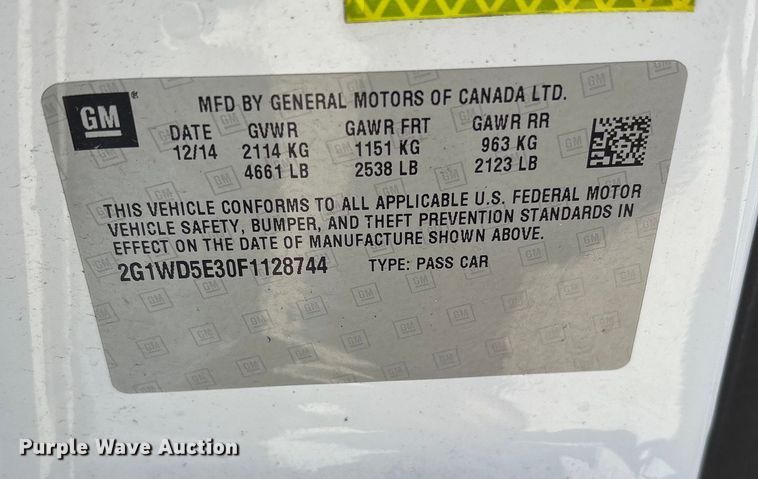 GM
MFD BY GENERAL MOTORS OF CANADA LTD.
DATE GVWR GAWR FRT GAWR RR
12/14 2114 KG 1151 KG 963 KG
4661 LB 2538 LB 2123 LB
THIS VEHICLE CONFORMS TO ALL APPLICABLE U.S. FEDERAL MOTOR
VEHICLE SAFETY, BUMPER, AND THEFT PREVENTION STANDARDS IN
EFFECT ON THE DATE OF MANUFACTURE SHOWN ABOVE.
2G1WD5E30F1128744 TYPE: PASS CAR
Purple Wave Auction